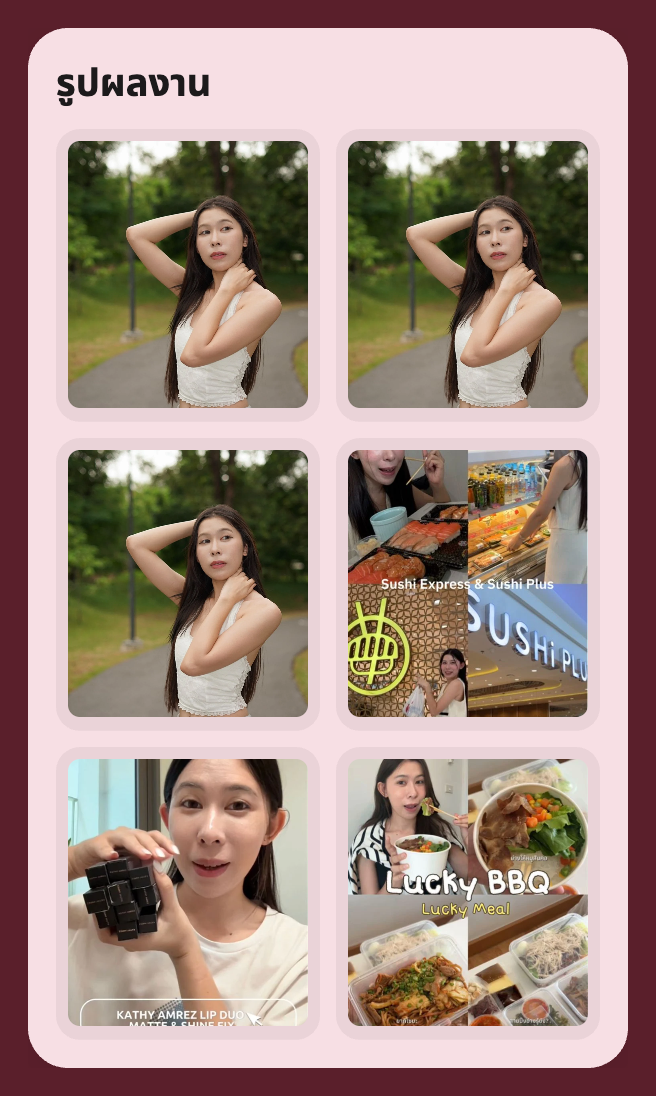 รูปผลงาน
Sushi Express & Sushi Plus
SUSHi PLU
KATHY AMREZ LIP DUO
MATTE & SHINE FIX
Lucky BBQ
Lucky Meal